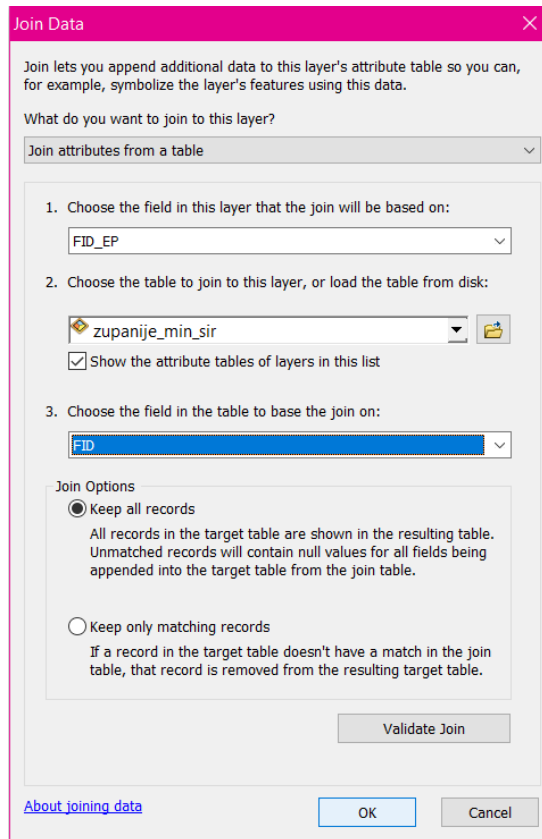 Join Data
Join lets you append additional data to this layer's attribute table so you can,
for example, symbolize the layer's features using this data.
What do you want to join to this layer?
Join attributes from a table
1. Choose the field in this layer that the join will be based on:
FID_EP
2. Choose the table to join to this layer, or load the table from disk:
zupanije_min_sir
Show the attribute tables of layers in this list
3. Choose the field in the table to base the join on:
FID
Join Options
Keep all records
All records in the target table are shown in the resulting table.
Unmatched records will contain null values for all fields being
appended into the target table from the join table.
Keep only matching records
If a record in the target table doesn't have a match in the join
table, that record is removed from the resulting target table.
Validate Join
About joining data
OK
Cancel